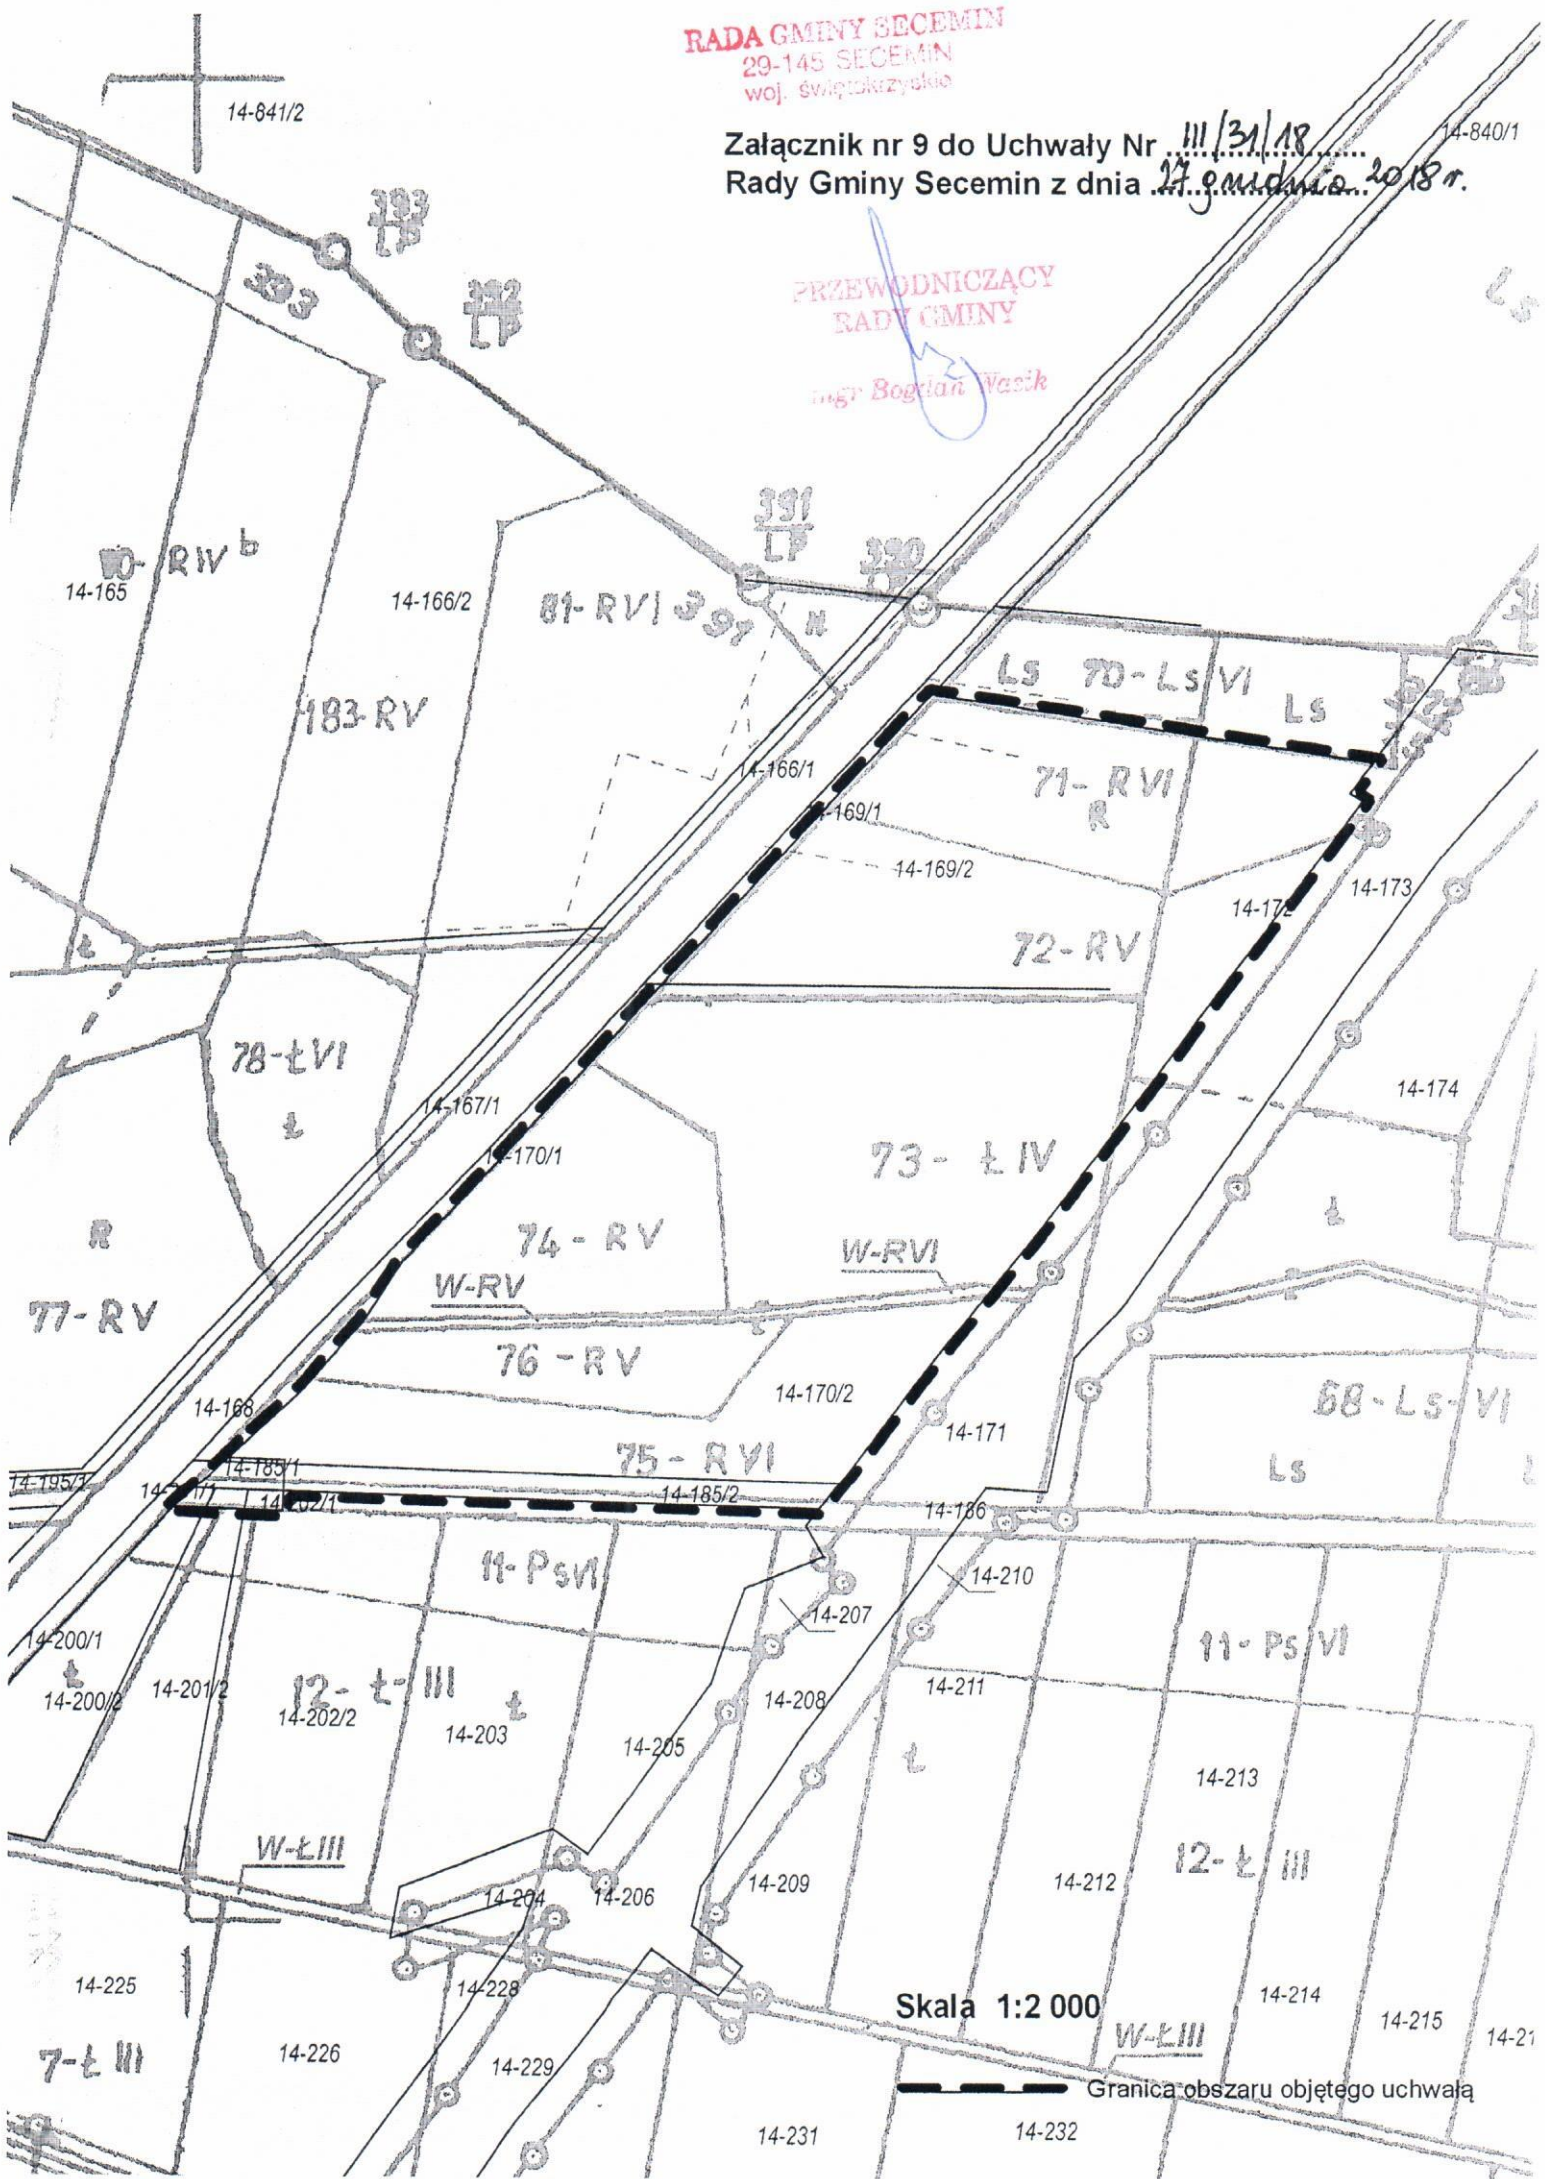 RADA GMINY SECEMIN
29-145 SECEMIN
woj. świętokrzyskie
Załącznik nr 9 do Uchwały Nr III/31/18
Rady Gminy Secemin z dnia 27 grudnia 2018 r.
PRZEWODNICZĄCY
RADY GMINY
mgr Bogdan Wasik
14-841/2
14-840/1
393
LP
393
392
LP
Ls
391
LP
390
LP
RIVb
14-165
14-166/2
81-RVI
391
N
183-RV
Ls
70-Ls VI
Ls
14-166/1
71-RVI
R
14-169/1
14-169/2
14-172
14-173
72-RV
Ł
78-ŁVI
Ł
14-167/1
14-170/1
73-ŁIV
14-174
Ł
R
77-RV
74-RV
W-RVI
W-RV
76-RV
14-170/2
68-Ls-VI
Ls
14-168
14-171
75-RVI
14-185/1
14-195/1
14-202/1
14-185/2
14-186
11-PsVI
14-210
14-207
14-200/1
Ł
14-200/2
14-201/2
12-Ł-III
Ł
14-202/2
14-203
14-205
14-208
14-211
11-PsVI
Ł
14-213
W-ŁIII
12-Ł III
14-204
14-206
14-209
14-212
14-225
14-228
14-214
14-215
14-21
Skala 1:2 000
W-ŁIII
7-Ł III
14-226
14-229
Granica obszaru objętego uchwałą
14-231
14-232